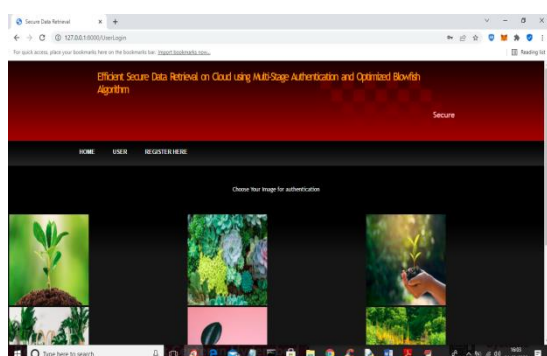 Secure Data Retrieval
127.0.0.1:8000/UserLogin
For quick access, place your bookmarks here on the bookmarks bar. Import bookmarks now...
Reading list
Efficient Secure Data Retrieval on Cloud using Multi-Stage Authentication and Optimized Blowfish
Algorithm
Secure
HOME USER REGISTER HERE
Choose Your Image for authentication
Type here to search
16:03